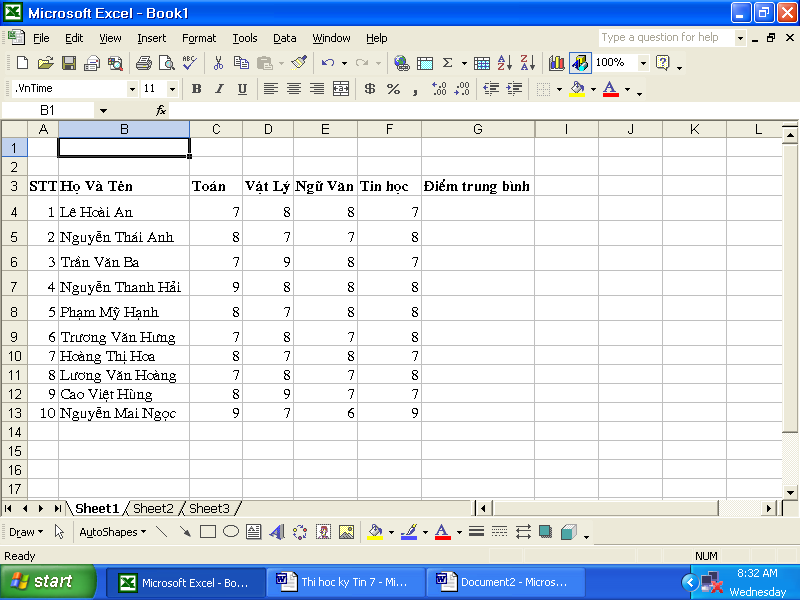 Microsoft Excel - Book1
File Edit View Insert Format Tools Data Window Help Type a question for help
100%
.VnTime 11 B I U $ % ,
B1 fx
A B C D E F G I J K L
1
2
3 STT Họ Và Tên Toán Vật Lý Ngữ Văn Tin học Điểm trung bình
4 1 Lê Hoài An 7 8 8 7
5 2 Nguyễn Thái Anh 8 7 7 8
6 3 Trần Văn Ba 7 9 8 7
7 4 Nguyễn Thanh Hải 9 8 8 8
8 5 Phạm Mỹ Hạnh 8 7 8 8
9 6 Trương Văn Hưng 7 8 7 8
10 7 Hoàng Thị Hoa 8 7 8 7
11 8 Lương Văn Hoàng 7 8 7 8
12 9 Cao Việt Hùng 8 9 7 7
13 10 Nguyễn Mai Ngọc 9 7 6 9
14
15
16
17
Sheet1 Sheet2 Sheet3
Draw AutoShapes
Ready NUM
start Microsoft Excel - Bo... Thi hoc ky Tin 7 - Mi... Document2 - Micros... 8:32 AM
Wednesday